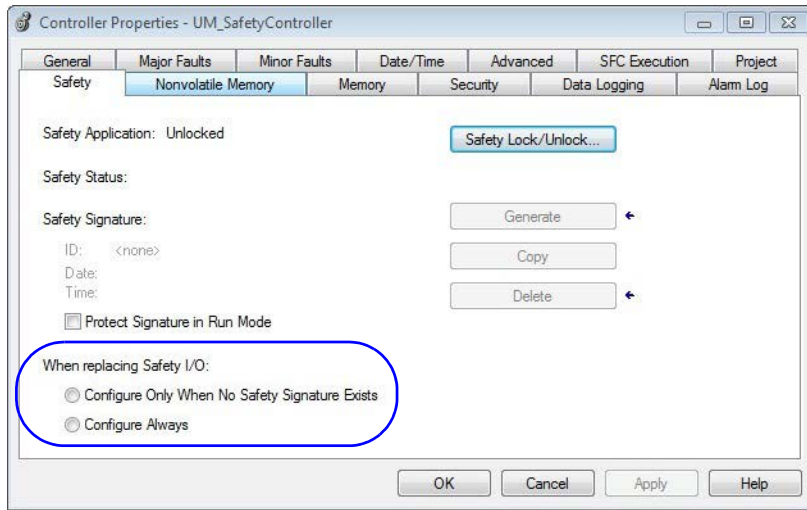 Controller Properties - UM_SafetyController
General Major Faults Minor Faults Date/Time Advanced SFC Execution Project
Safety Nonvolatile Memory Memory Security Data Logging Alarm Log
Safety Application: Unlocked Safety Lock/Unlock...
Safety Status:
Safety Signature: Generate
ID: <none> Copy
Date:
Time: Delete
Protect Signature in Run Mode
When replacing Safety I/O:
Configure Only When No Safety Signature Exists
Configure Always
OK Cancel Apply Help